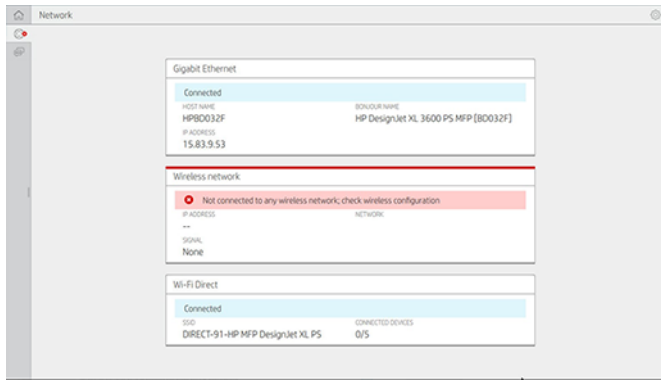 Network
Gigabit Ethernet
Connected
HOST NAME BONJOUR NAME
HPBD032F HP DesignJet XL 3600 PS MFP [BD032F]
IP ADDRESS
15.83.9.53
Wireless network
Not connected to any wireless network; check wireless configuration
IP ADDRESS NETWORK
--
SIGNAL
None
Wi-Fi Direct
Connected
SSID CONNECTED DEVICES
DIRECT-91-HP MFP DesignJet XL PS 0/5